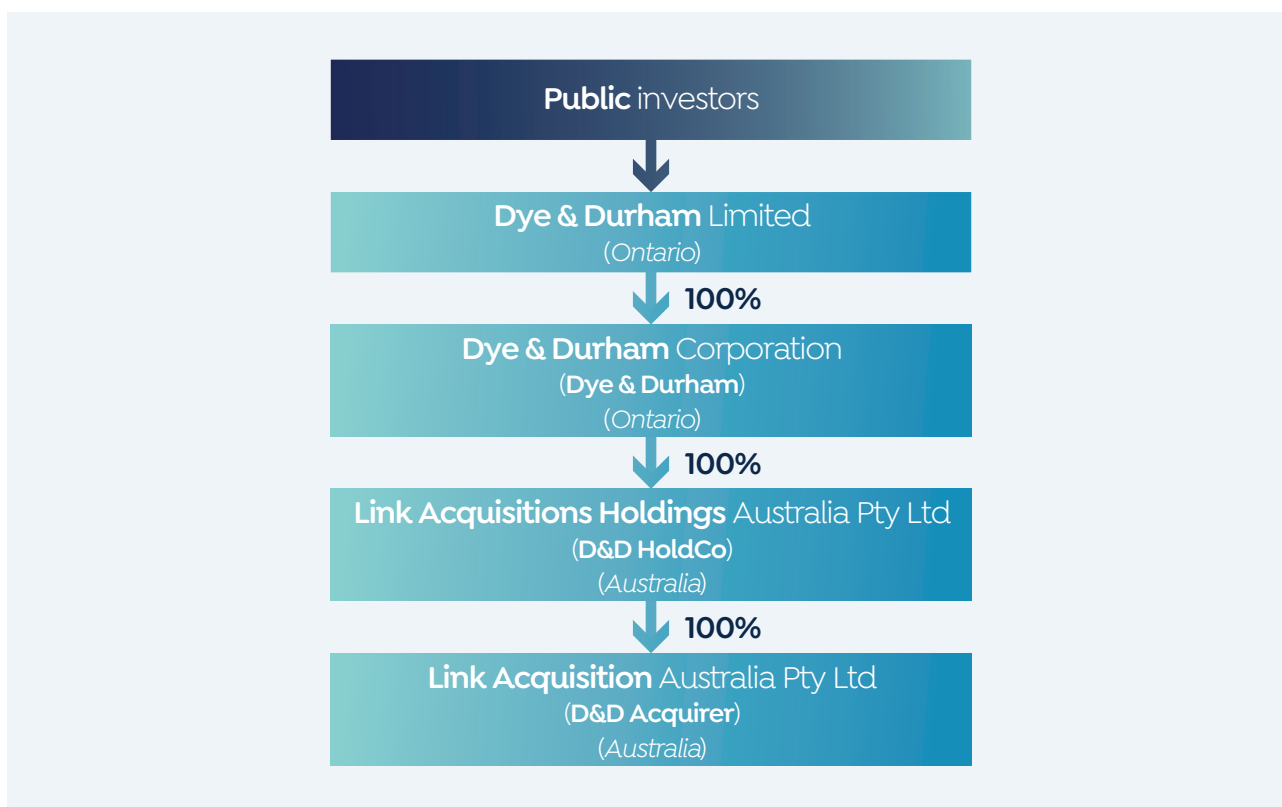 Public investors
Dye & Durham Limited
(Ontario)
100%
Dye & Durham Corporation
(Dye & Durham)
(Ontario)
100%
Link Acquisitions Holdings Australia Pty Ltd
(D&D HoldCo)
(Australia)
100%
Link Acquisition Australia Pty Ltd
(D&D Acquirer)
(Australia)